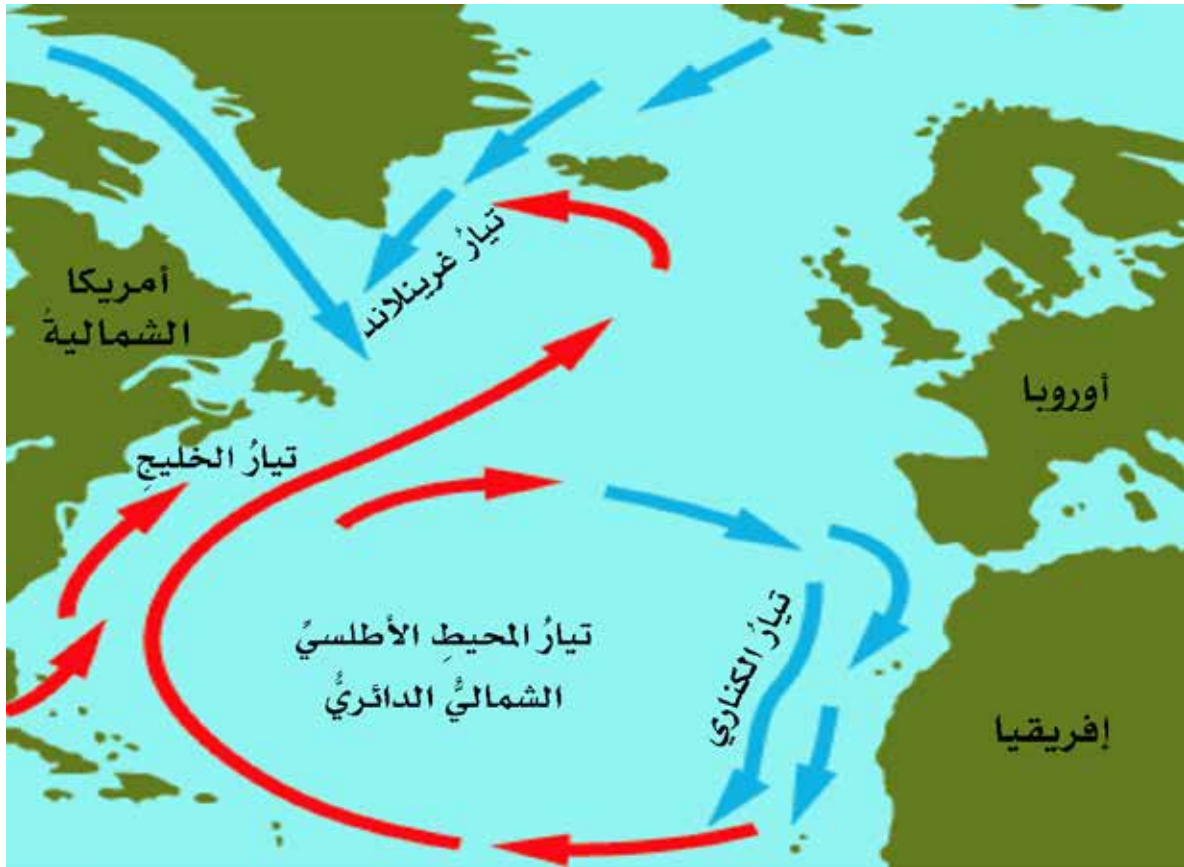 تيارُ غرينلاند
أمريكا
الشماليةُ
أوروبا
تيارُ الخليجِ
تيارُ المحيطِ الأطلسيِّ
الشماليُّ الدائريُّ
تيارُ الكناري
إفريقيا